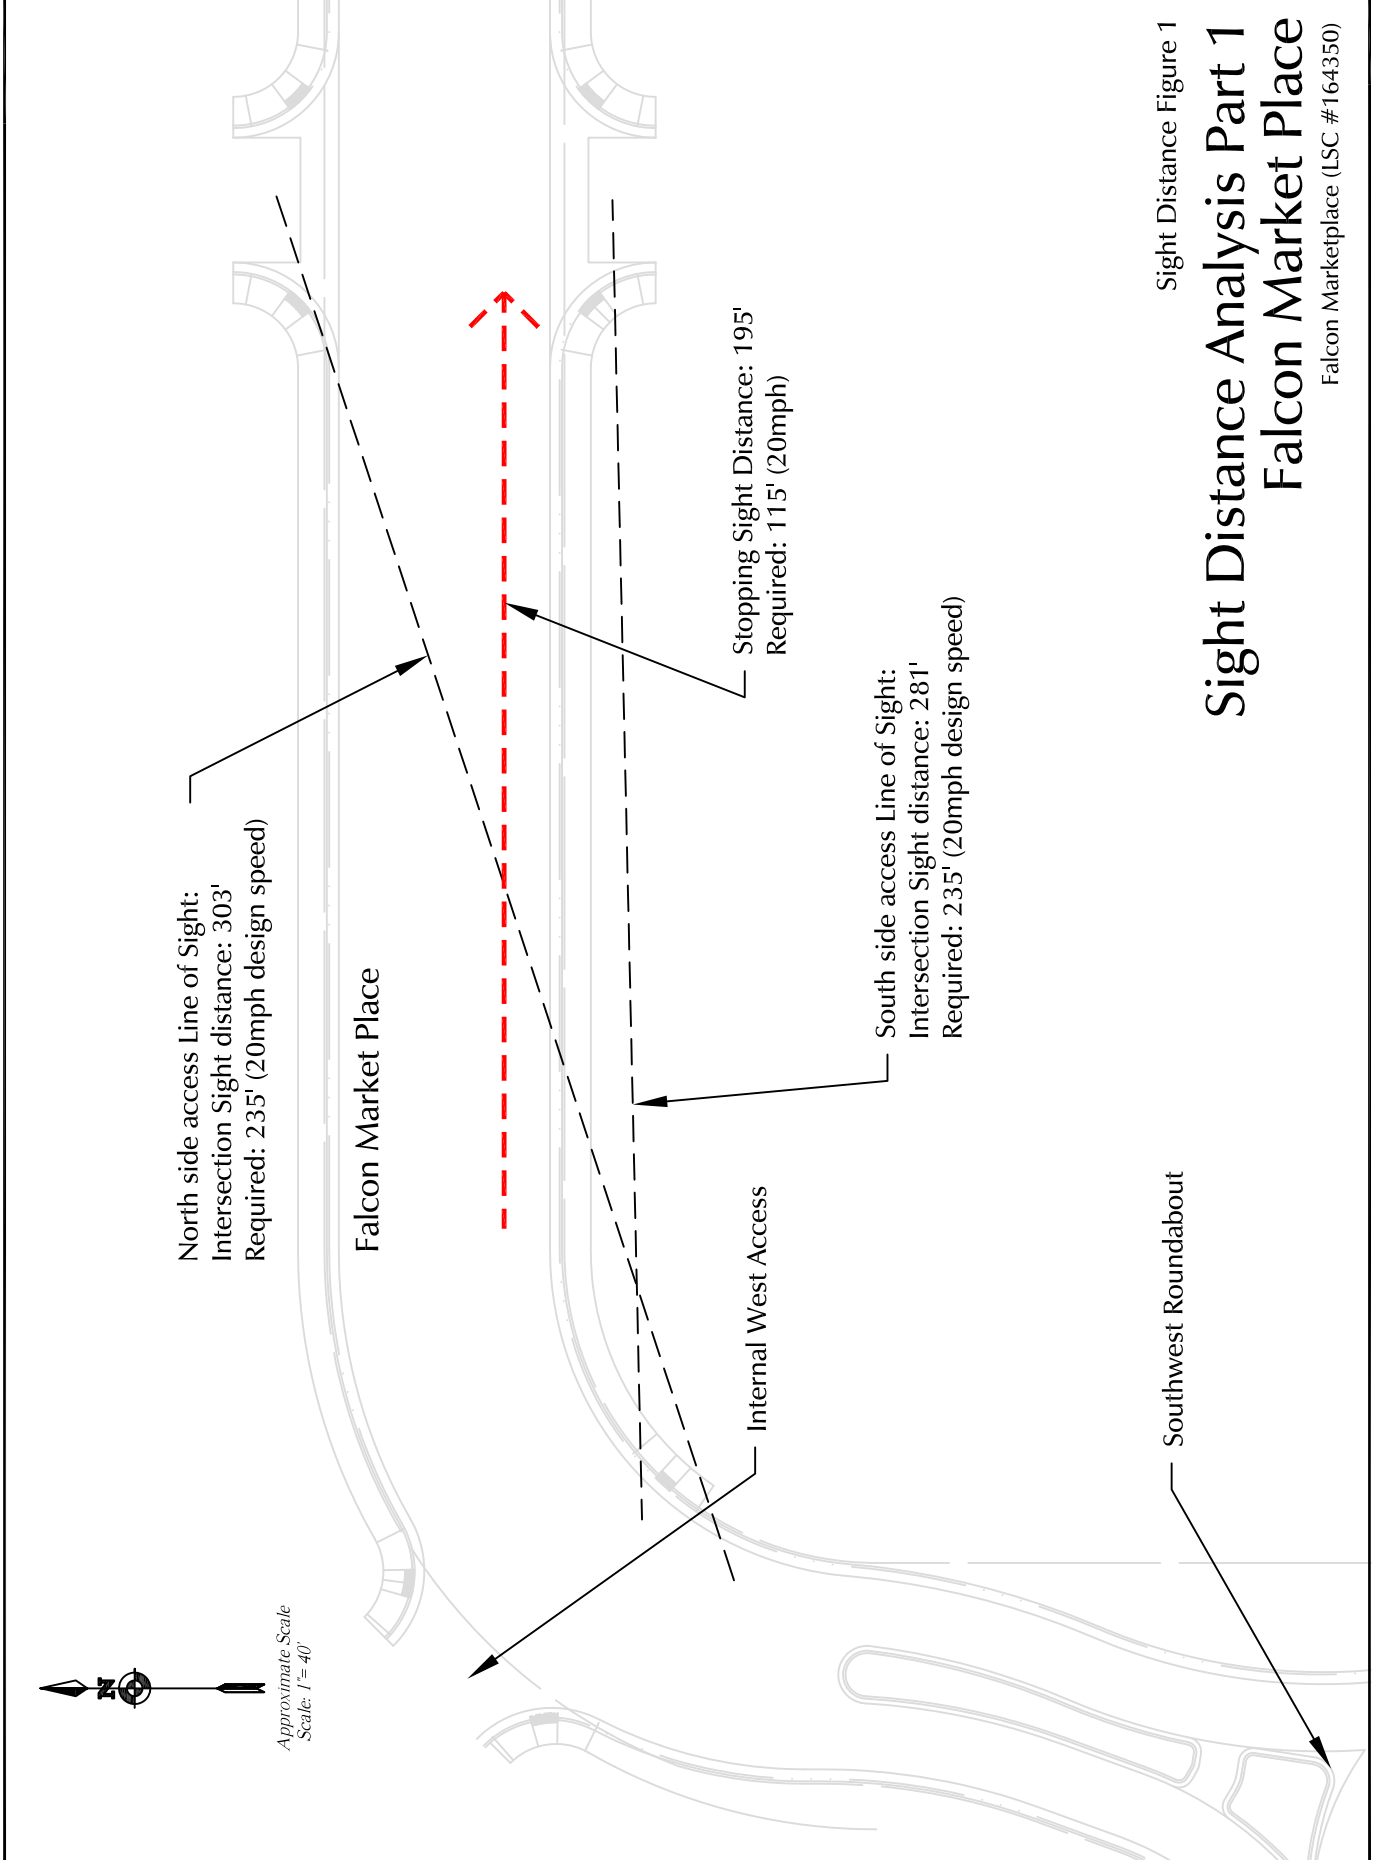 North side access Line of Sight:
Intersection Sight distance: 303'
Required: 235' (20mph design speed)
Falcon Market Place
Stopping Sight Distance: 195'
Required: 115' (20mph)
South side access Line of Sight:
Intersection Sight distance: 281'
Required: 235' (20mph design speed)
Internal West Access
Southwest Roundabout
N
Approximate Scale
Scale: 1"= 40'
Sight Distance Figure 1
Sight Distance Analysis Part 1
Falcon Market Place
Falcon Marketplace (LSC #164350)